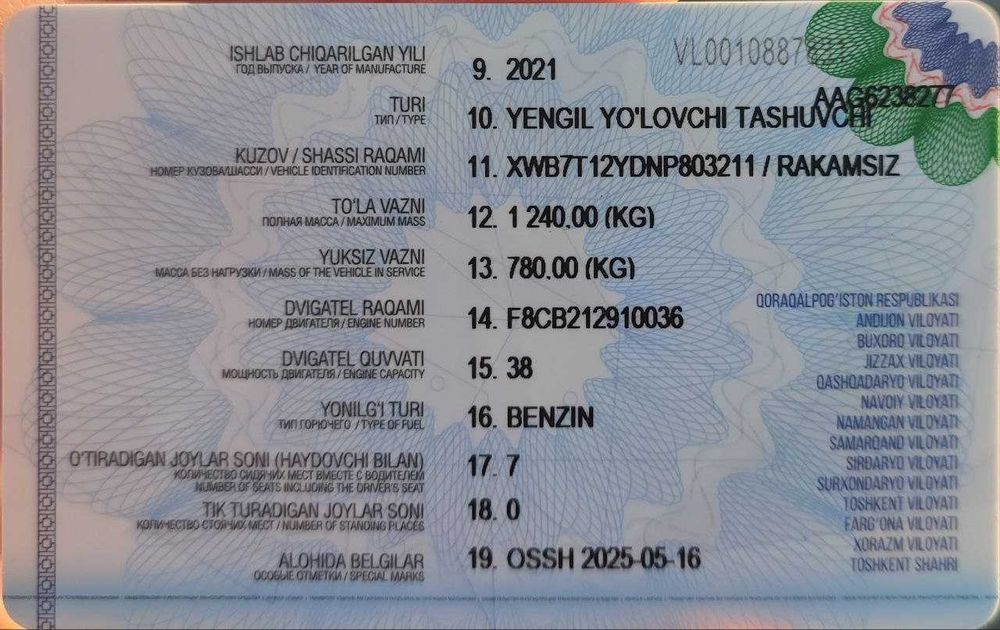 VL0010887821
AAG6238277
ISHLAB CHIQARILGAN YILI
ГОД ВЫПУСКА / YEAR OF MANUFACTURE
9. 2021
TURI
ТИП / TYPE
10. YENGIL YO'LOVCHI TASHUVCHI
KUZOV / SHASSI RAQAMI
НОМЕР КУЗОВА/ШАССИ / VEHICLE IDENTIFICATION NUMBER
11. XWB7T12YDNP803211 / RAKAMSIZ
TO'LA VAZNI
ПОЛНАЯ МАССА / MAXIMUM MASS
12. 1 240.00 (KG)
YUKSIZ VAZNI
МАССА БЕЗ НАГРУЗКИ / MASS OF THE VEHICLE IN SERVICE
13. 780.00 (KG)
DVIGATEL RAQAMI
НОМЕР ДВИГАТЕЛЯ / ENGINE NUMBER
14. F8CB212910036
DVIGATEL QUVVATI
МОЩНОСТЬ ДВИГАТЕЛЯ / ENGINE CAPACITY
15. 38
YONILG'I TURI
ТИП ГОРЮЧЕГО / TYPE OF FUEL
16. BENZIN
O'TIRADIGAN JOYLAR SONI (HAYDOVCHI BILAN)
КОЛИЧЕСТВО СИДЯЧИХ МЕСТ ВМЕСТЕ С ВОДИТЕЛЕМ
NUMBER OF SEATS INCLUDING THE DRIVER'S SEAT
17. 7
TIK TURADIGAN JOYLAR SONI
КОЛИЧЕСТВО СТОЯЧИХ МЕСТ / NUMBER OF STANDING PLACES
18. 0
ALOHIDA BELGILAR
ОСОБЫЕ ОТМЕТКИ / SPECIAL MARKS
19. OSSH 2025-05-16
QORAQALPOG'ISTON RESPUBLIKASI
ANDIJON VILOYATI
BUXORO VILOYATI
JIZZAX VILOYATI
QASHQADARYO VILOYATI
NAVOIY VILOYATI
NAMANGAN VILOYATI
SAMARQAND VILOYATI
SIRDARYO VILOYATI
SURXONDARYO VILOYATI
TOSHKENT VILOYATI
FARG'ONA VILOYATI
XORAZM VILOYATI
TOSHKENT SHAHRI